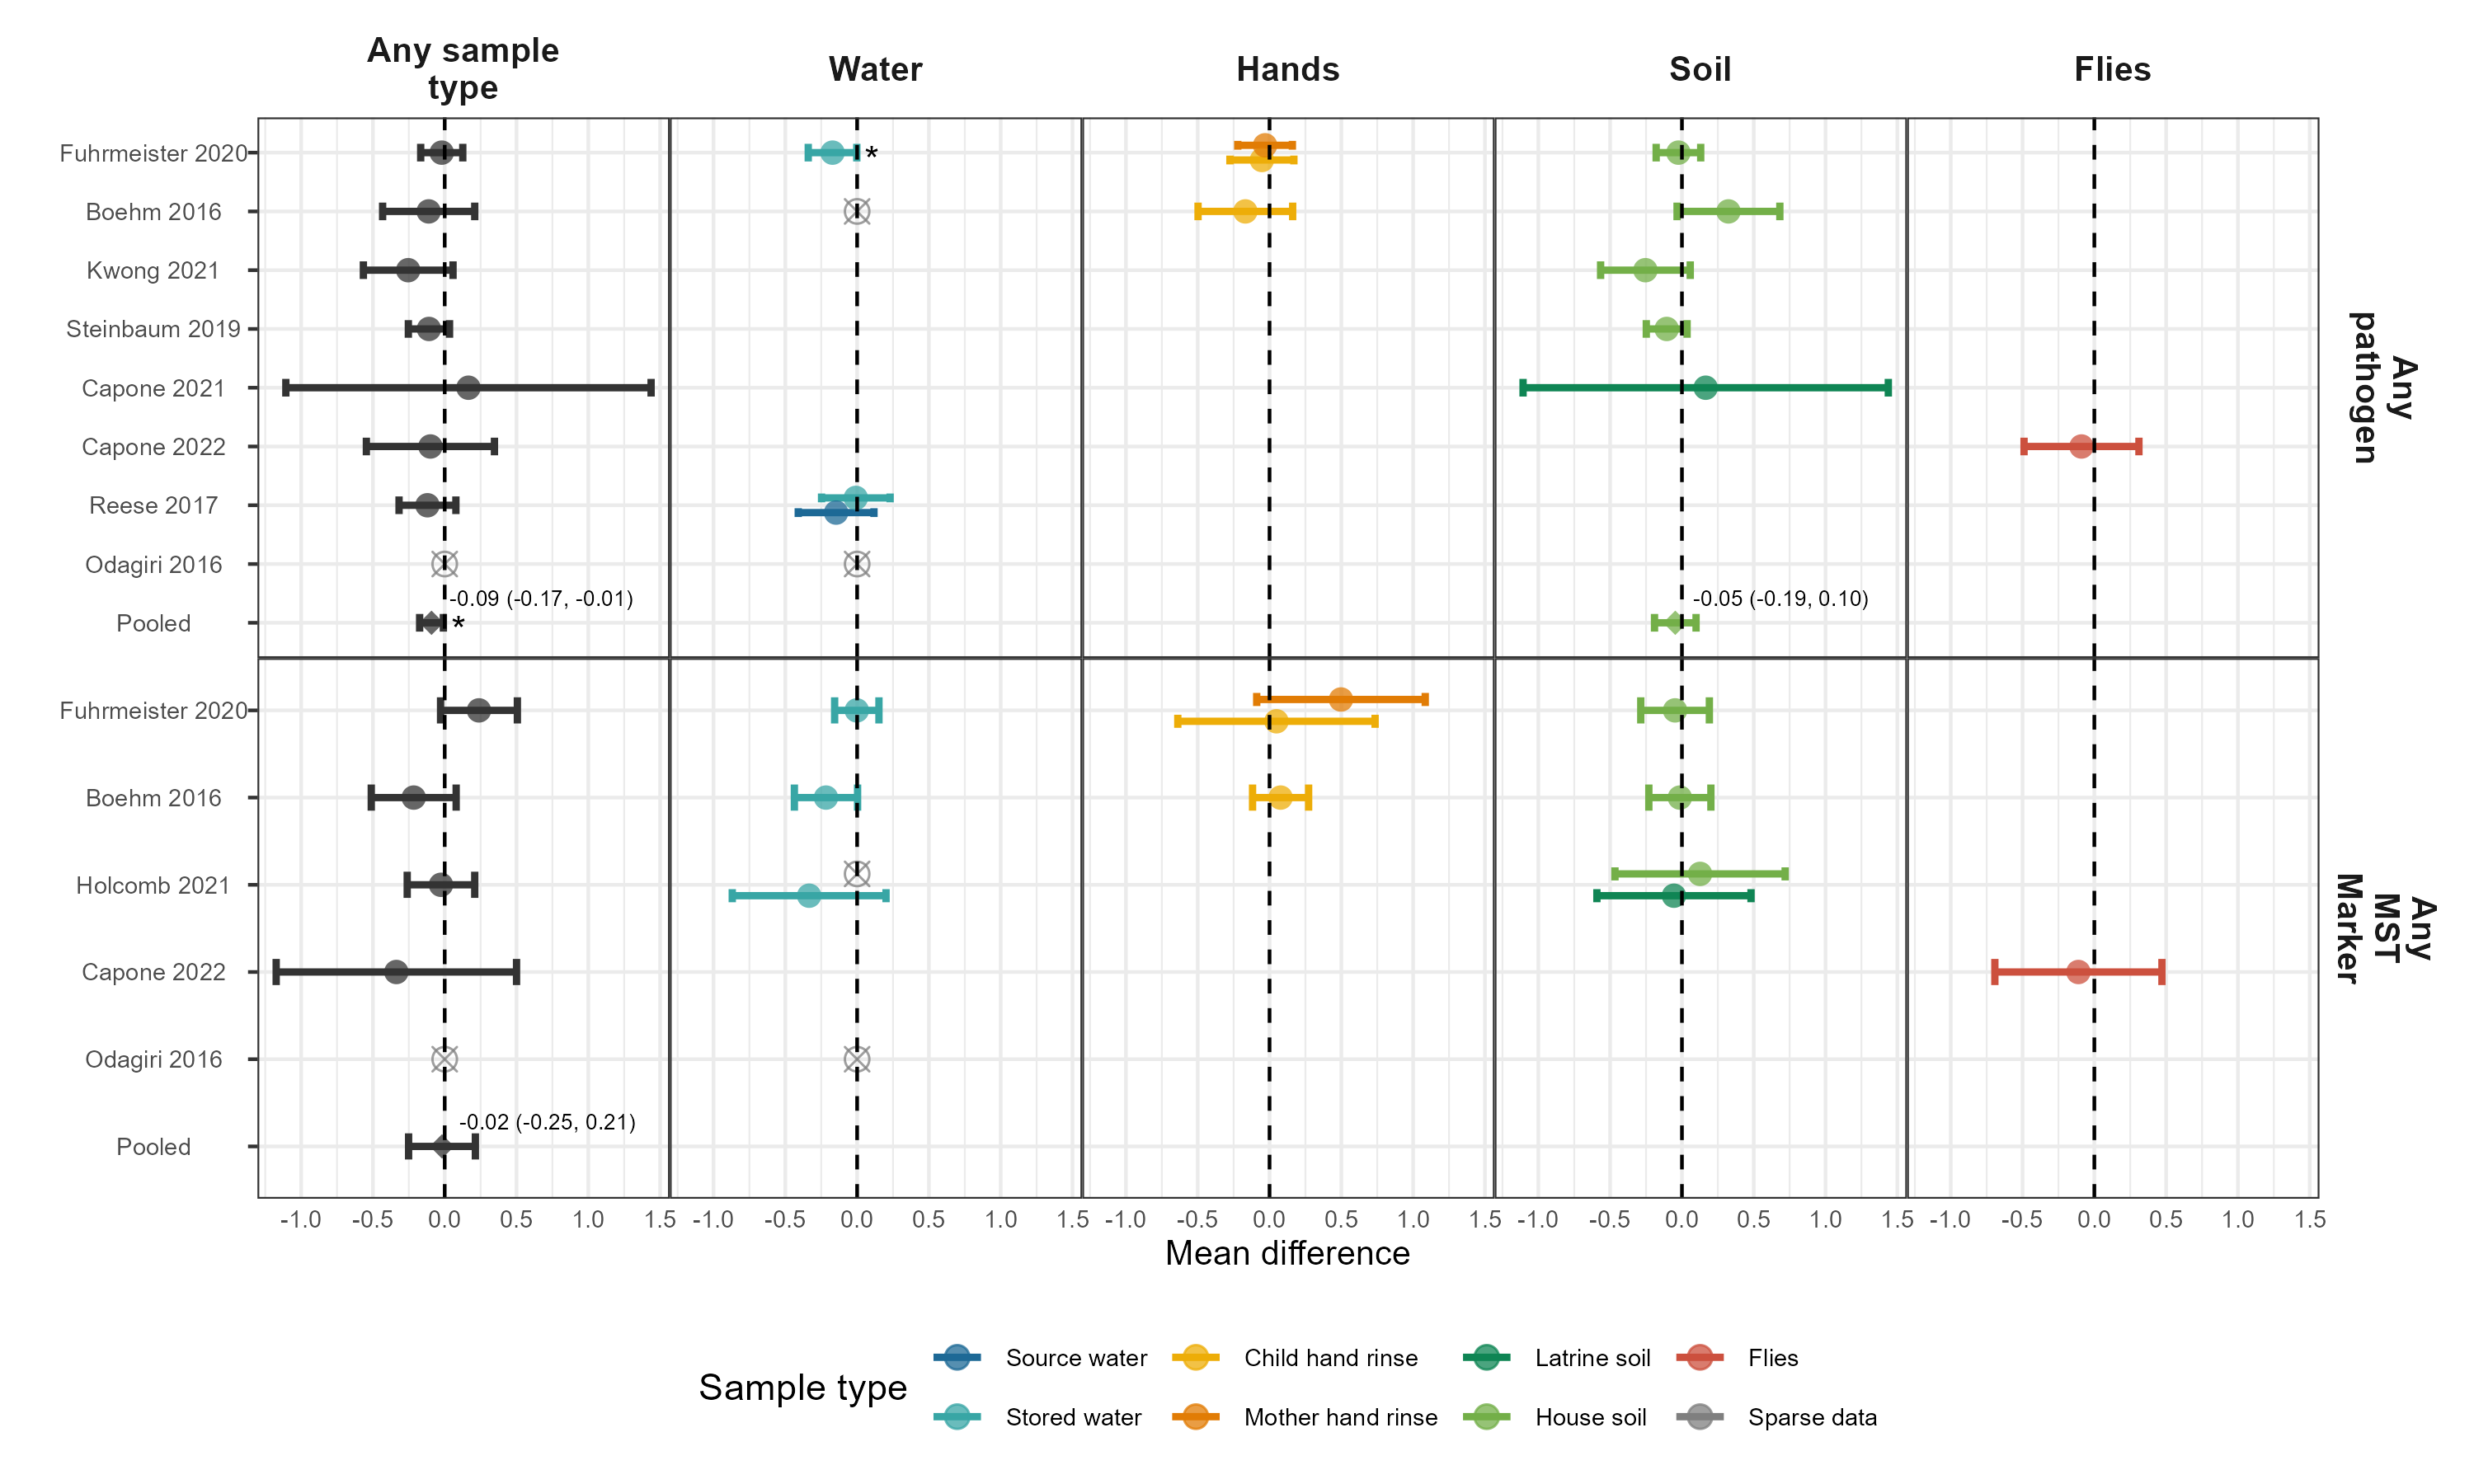 Any sample
type
Water
Hands
Soil
Flies
Fuhrmeister 2020
*
Boehm 2016
Kwong 2021
Steinbaum 2019
Capone 2021
Capone 2022
Reese 2017
Odagiri 2016
-0.09 (-0.17, -0.01)
-0.05 (-0.19, 0.10)
Pooled
*
Any
pathogen
Fuhrmeister 2020
Boehm 2016
Holcomb 2021
Capone 2022
Odagiri 2016
-0.02 (-0.25, 0.21)
Pooled
Any
MST
Marker
-1.0 -0.5 0.0 0.5 1.0 1.5 -1.0 -0.5 0.0 0.5 1.0 1.5 -1.0 -0.5 0.0 0.5 1.0 1.5 -1.0 -0.5 0.0 0.5 1.0 1.5 -1.0 -0.5 0.0 0.5 1.0 1.5
Mean difference
Sample type
Source water
Child hand rinse
Latrine soil
Flies
Stored water
Mother hand rinse
House soil
Sparse data